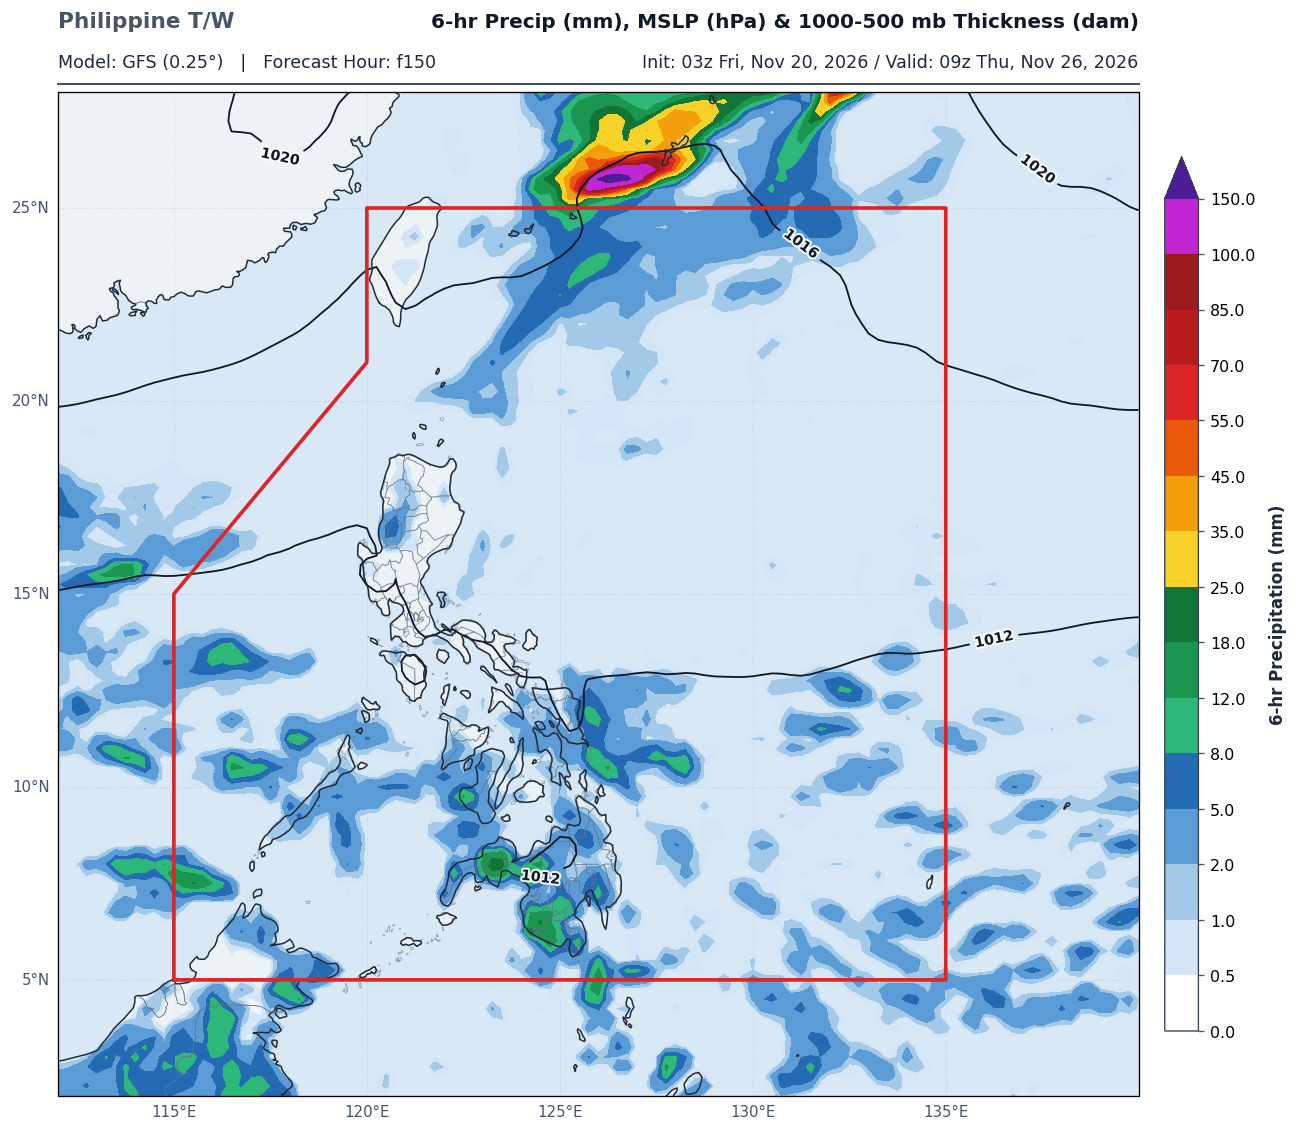 Philippine T/W
6-hr Precip (mm), MSLP (hPa) & 1000-500 mb Thickness (dam)
Model: GFS (0.25°) | Forecast Hour: f150
Init: 03z Fri, Nov 20, 2026 / Valid: 09z Thu, Nov 26, 2026
1020
1020
1016
1012
1012
25°N
20°N
15°N
10°N
5°N
115°E
120°E
125°E
130°E
135°E
150.0
100.0
85.0
70.0
55.0
45.0
35.0
25.0
18.0
12.0
8.0
5.0
2.0
1.0
0.5
0.0
6-hr Precipitation (mm)